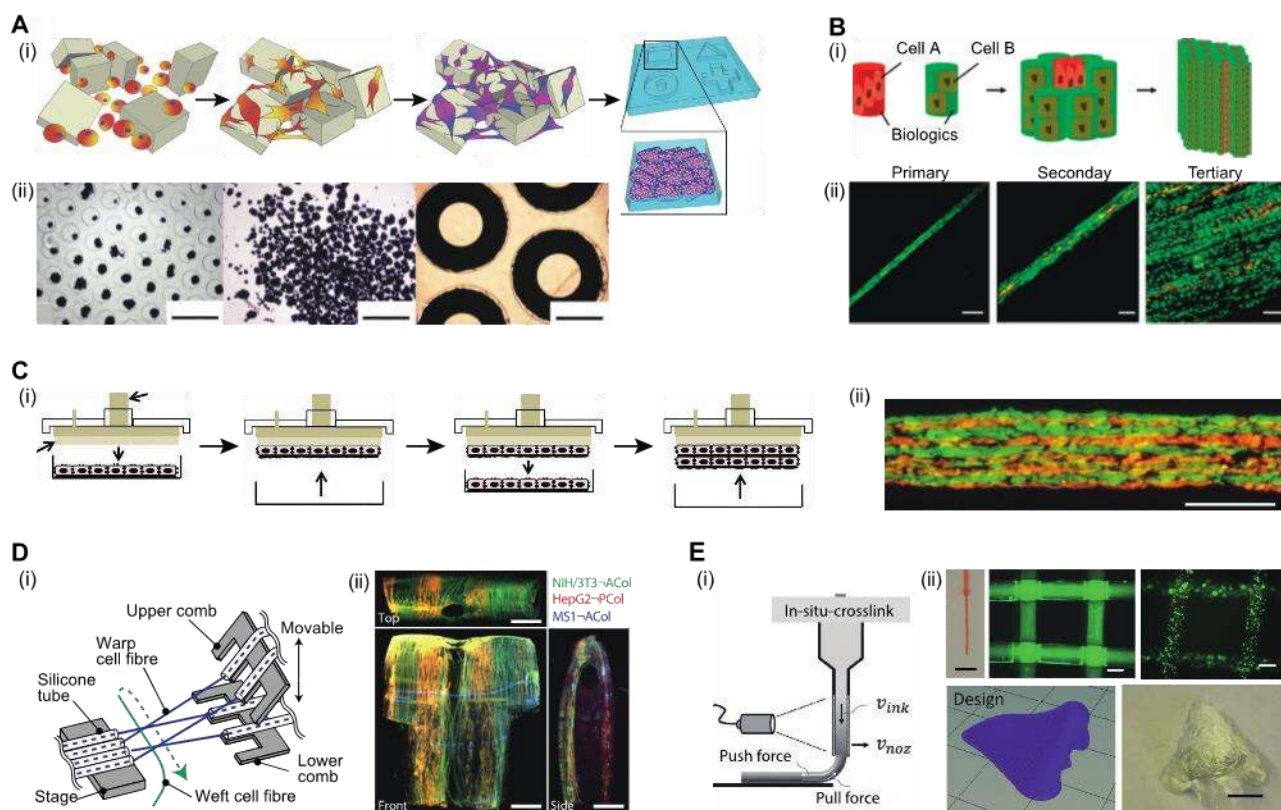 A
(i)
(ii)
B
(i)
Cell A
Cell B
Biologics
Primary
Seconday
Tertiary
(ii)
C
(i)
(ii)
D
(i)
Upper comb
Movable
Warp
cell fibre
Silicone
tube
Lower
comb
Stage
Weft cell fibre
(ii)
Top
NIH/3T3¬ACol
HepG2¬PCol
MS1¬ACol
Front
Side
E
(i)
In-situ-crosslink
v_ink
v_noz
Push force
Pull force
(ii)
Design